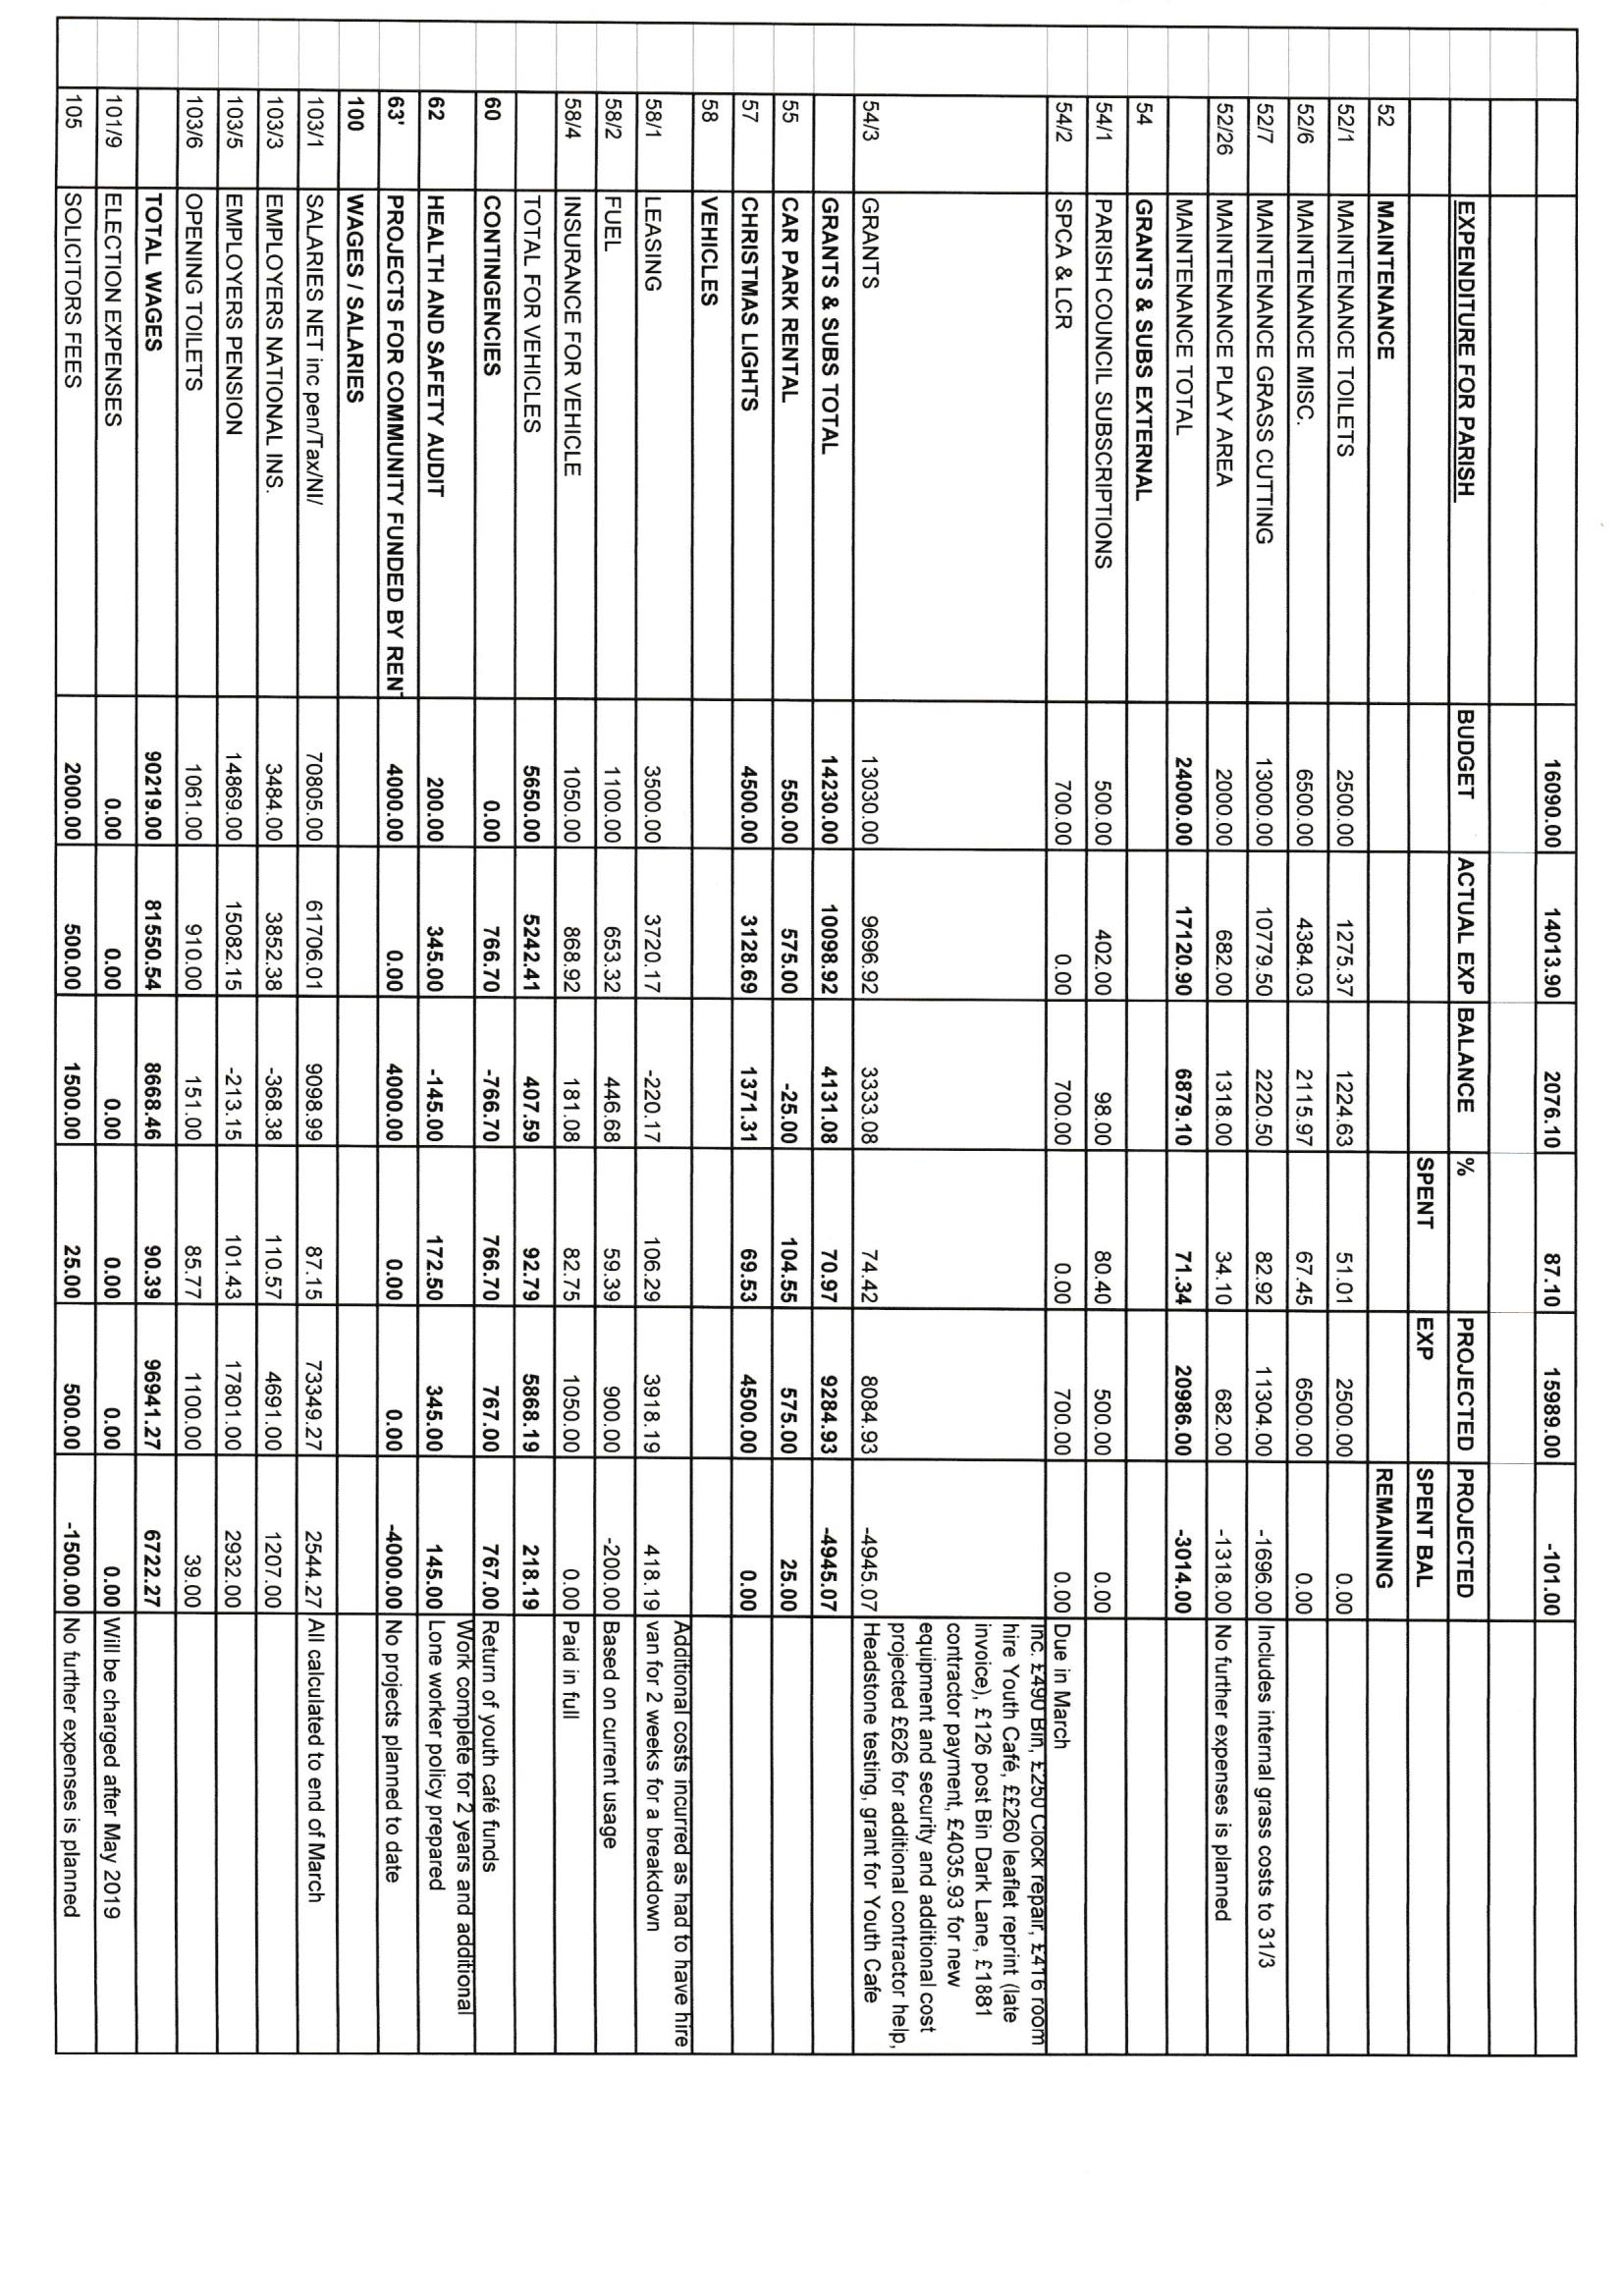 16090.00 14013.90 2076.10 87.10 15989.00 -101.00
EXPENDITURE FOR PARISH BUDGET ACTUAL EXP BALANCE % PROJECTED PROJECTED
SPENT EXP SPENT BAL
52 MAINTENANCE REMAINING
52/1 MAINTENANCE TOILETS 2500.00 1275.37 1224.63 51.01 2500.00 0.00
52/6 MAINTENANCE MISC. 6500.00 4384.03 2115.97 67.45 6500.00 0.00
52/7 MAINTENANCE GRASS CUTTING 13000.00 10779.50 2220.50 82.92 11304.00 -1696.00 Includes internal grass costs to 31/3
52/26 MAINTENANCE PLAY AREA 2000.00 682.00 1318.00 34.10 682.00 -1318.00 No further expenses is planned
MAINTENANCE TOTAL 24000.00 17120.90 6879.10 71.34 20986.00 -3014.00
54 GRANTS & SUBS EXTERNAL
54/1 PARISH COUNCIL SUBSCRIPTIONS 500.00 402.00 98.00 80.40 500.00 0.00
54/2 SPCA & LCR 700.00 0.00 700.00 0.00 700.00 0.00 Due in March
inc. £490 Bin, £250 Clock repair, £416 room
hire Youth Café, ££260 leaflet reprint (late
invoice), £126 post Bin Dark Lane, £1881
contractor payment, £4035.93 for new
equipment and security and additional cost
projected £626 for additional contractor help,
54/3 GRANTS 13030.00 9696.92 3333.08 74.42 8084.93 -4945.07 Headstone testing, grant for Youth Cafe
GRANTS & SUBS TOTAL 14230.00 10098.92 4131.08 70.97 9284.93 -4945.07
55 CAR PARK RENTAL 550.00 575.00 -25.00 104.55 575.00 25.00
57 CHRISTMAS LIGHTS 4500.00 3128.69 1371.31 69.53 4500.00 0.00
58 VEHICLES
Additional costs incurred as had to have hire
58/1 LEASING 3500.00 3720.17 -220.17 106.29 3918.19 418.19 van for 2 weeks for a breakdown
58/2 FUEL 1100.00 653.32 446.68 59.39 900.00 -200.00 Based on current usage
58/4 INSURANCE FOR VEHICLE 1050.00 868.92 181.08 82.75 1050.00 0.00 Paid in full
TOTAL FOR VEHICLES 5650.00 5242.41 407.59 92.79 5868.19 218.19
60 CONTINGENCIES 0.00 766.70 -766.70 766.70 767.00 767.00 Return of youth café funds
Work complete for 2 years and additional
62 HEALTH AND SAFETY AUDIT 200.00 345.00 -145.00 172.50 345.00 145.00 Lone worker policy prepared
63' PROJECTS FOR COMMUNITY FUNDED BY REN 4000.00 0.00 4000.00 0.00 0.00 -4000.00 No projects planned to date
100 WAGES / SALARIES
103/1 SALARIES NET inc pen/Tax/NI/ 70805.00 61706.01 9098.99 87.15 73349.27 2544.27 All calculated to end of March
103/3 EMPLOYERS NATIONAL INS. 3484.00 3852.38 -368.38 110.57 4691.00 1207.00
103/5 EMPLOYERS PENSION 14869.00 15082.15 -213.15 101.43 17801.00 2932.00
103/6 OPENING TOILETS 1061.00 910.00 151.00 85.77 1100.00 39.00
TOTAL WAGES 90219.00 81550.54 8668.46 90.39 96941.27 6722.27
101/9 ELECTION EXPENSES 0.00 0.00 0.00 0.00 0.00 0.00 Will be charged after May 2019
105 SOLICITORS FEES 2000.00 500.00 1500.00 25.00 500.00 -1500.00 No further expenses is planned